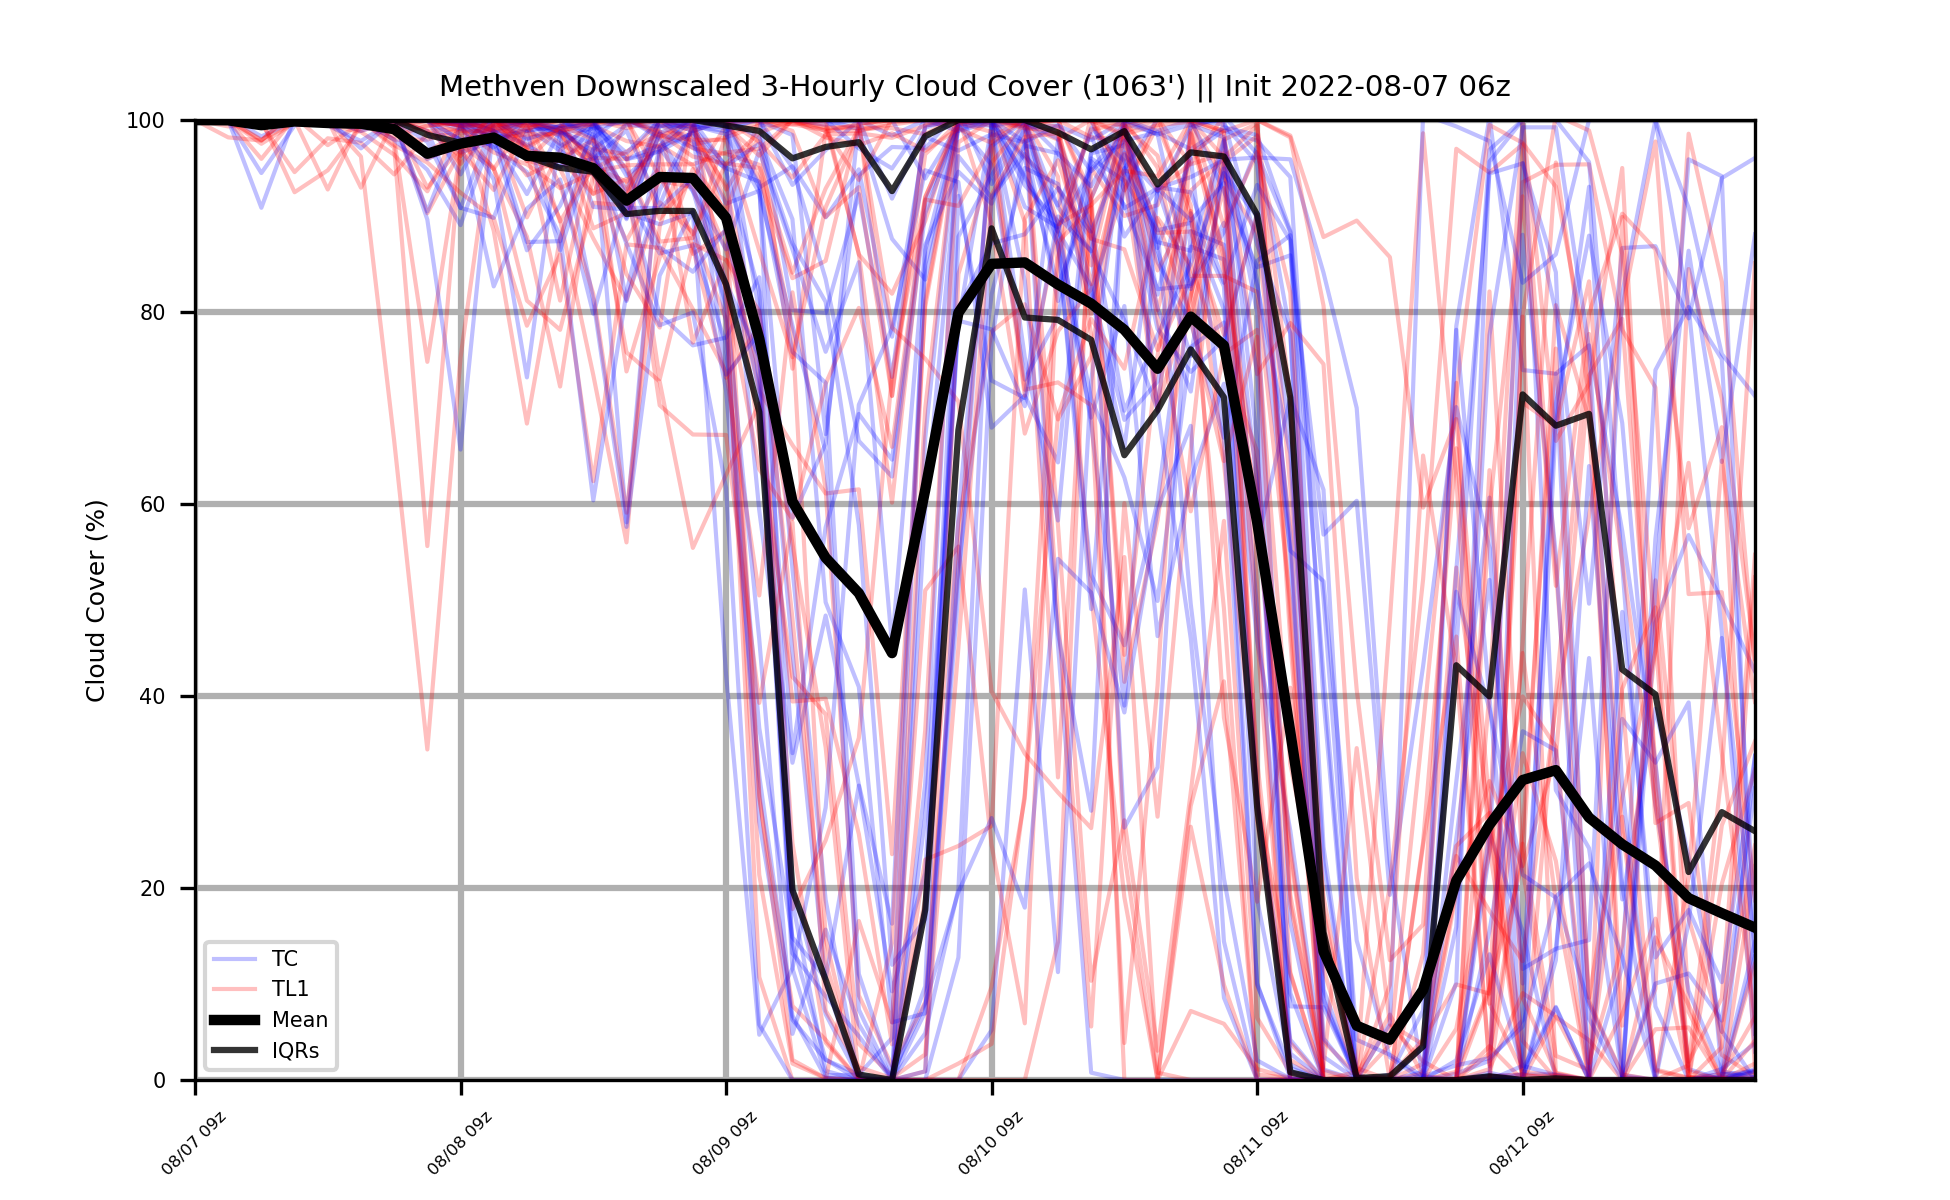 Methven Downscaled 3-Hourly Cloud Cover (1063') || Init 2022-08-07 06z
Cloud Cover (%)
100
80
60
40
20
0
TC
TL1
Mean
IQRs
08/07 09z
08/08 09z
08/09 09z
08/10 09z
08/11 09z
08/12 09z